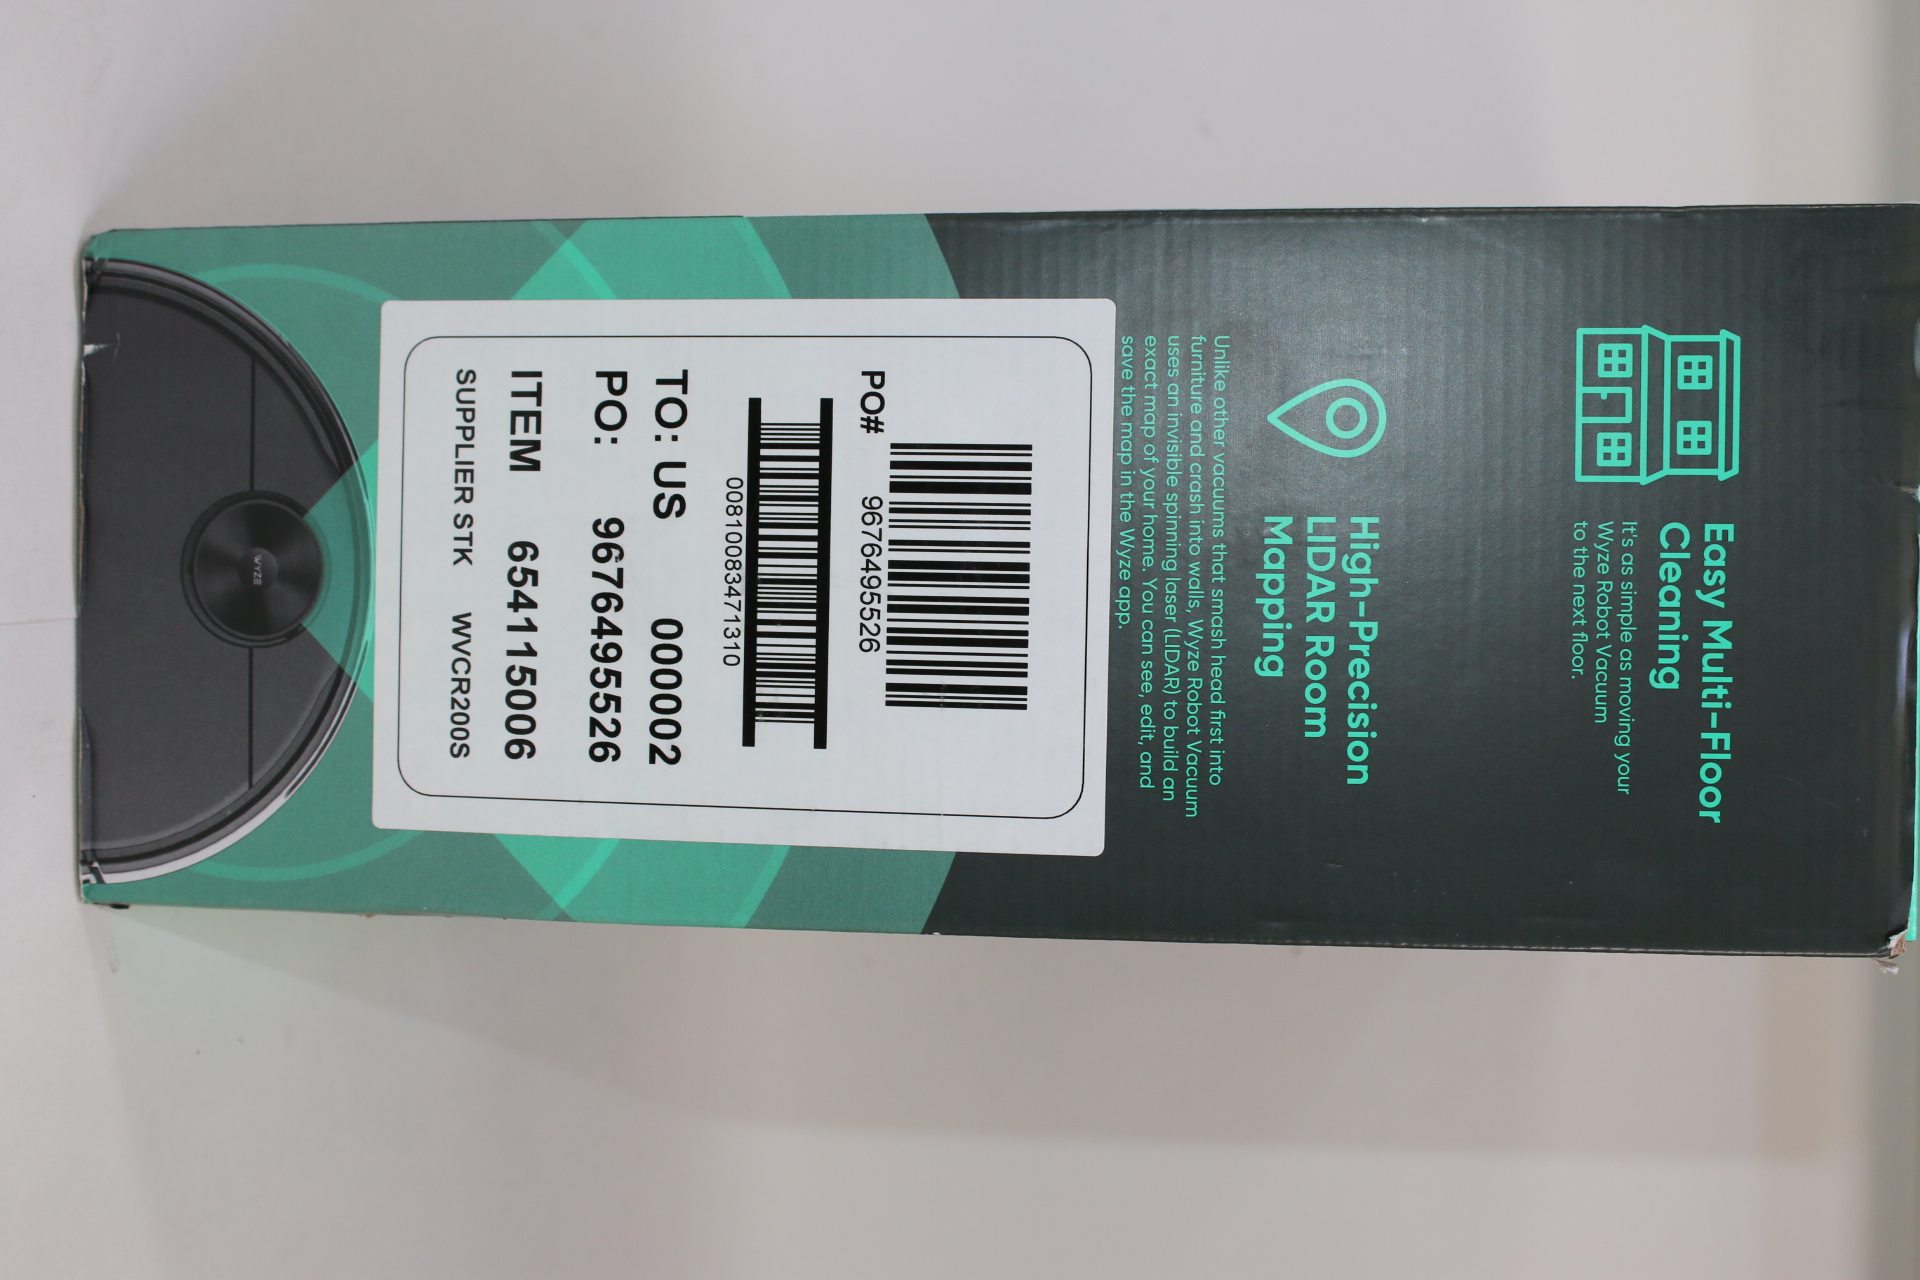 Easy Multi-Floor
Cleaning
It's as simple as moving your
Wyze Robot Vacuum
to the next floor.
High-Precision
LIDAR Room
Mapping
Unlike other vacuums that smash head first into
furniture and crash into walls, Wyze Robot Vacuum
uses an invisible spinning laser (LIDAR) to build an
exact map of your home. You can see, edit, and
save the map in the Wyze app.
PO# 9676495526
00810083471310
TO: US 000002
PO: 9676495526
ITEM 654115006
SUPPLIER STK WVCR200S
WYZE